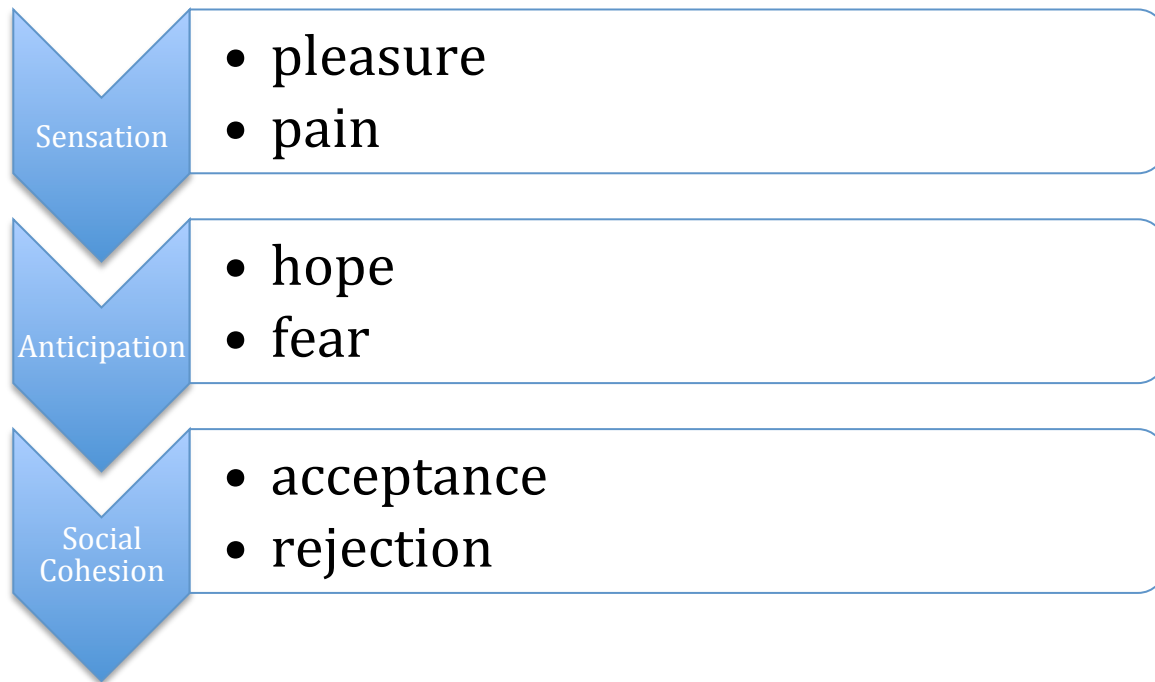 Sensation
• pleasure
• pain
Anticipation
• hope
• fear
Social
Cohesion
• acceptance
• rejection